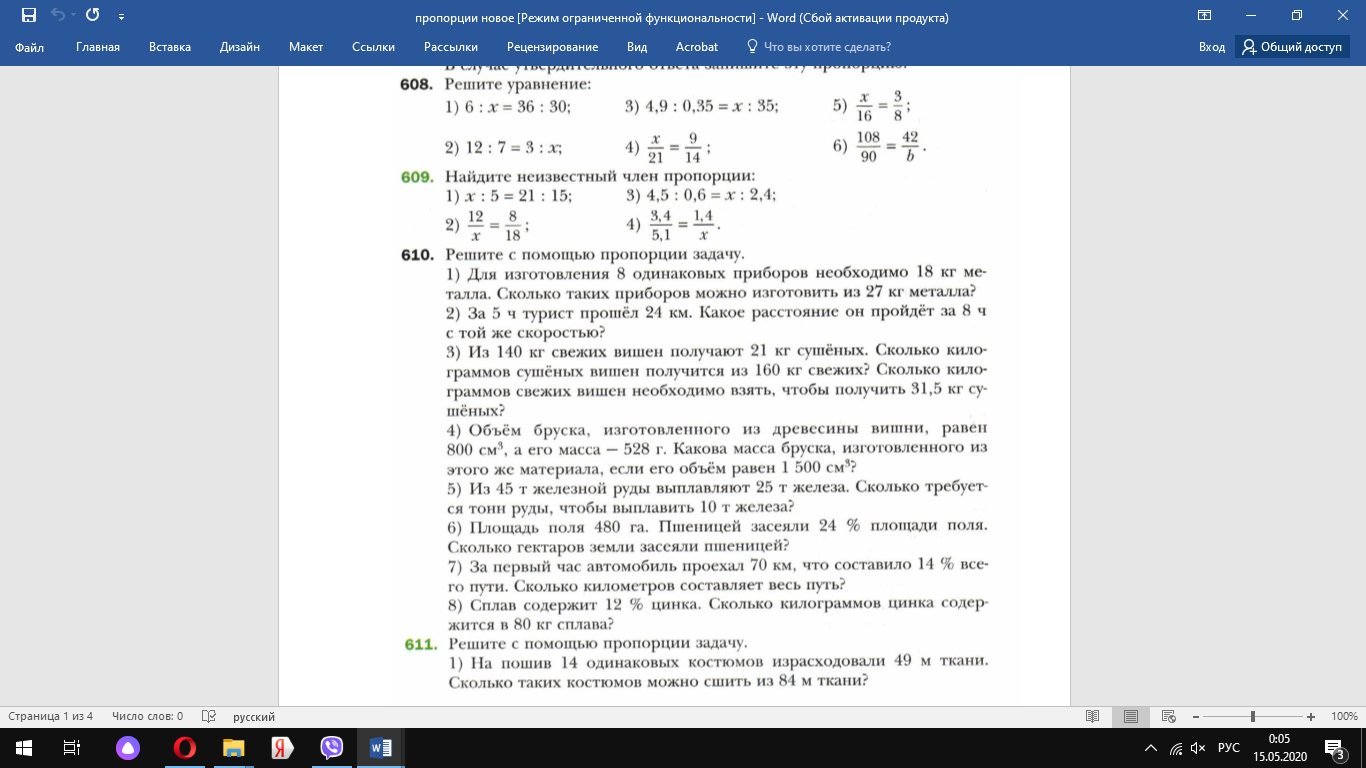 пропорции новое [Режим ограниченной функциональности] - Word (Сбой активации продукта)
Файл Главная Вставка Дизайн Макет Ссылки Рассылки Рецензирование Вид Acrobat Что вы хотите сделать? Вход Общий доступ
В случае утвердительного ответа запишите эту пропорцию.
608. Решите уравнение:
1) 6 : x = 36 : 30; 3) 4,9 : 0,35 = x : 35; 5) x/16 = 3/8;
2) 12 : 7 = 3 : x; 4) x/21 = 9/14; 6) 108/90 = 42/b.
609. Найдите неизвестный член пропорции:
1) x : 5 = 21 : 15; 3) 4,5 : 0,6 = x : 2,4;
2) 12/x = 8/18; 4) 3,4/5,1 = 1,4/x.
610. Решите с помощью пропорции задачу.
1) Для изготовления 8 одинаковых приборов необходимо 18 кг ме-
талла. Сколько таких приборов можно изготовить из 27 кг металла?
2) За 5 ч турист прошёл 24 км. Какое расстояние он пройдёт за 8 ч
с той же скоростью?
3) Из 140 кг свежих вишен получают 21 кг сушёных. Сколько кило-
граммов сушёных вишен получится из 160 кг свежих? Сколько кило-
граммов свежих вишен необходимо взять, чтобы получить 31,5 кг су-
шёных?
4) Объём бруска, изготовленного из древесины вишни, равен
800 см³, а его масса — 528 г. Какова масса бруска, изготовленного из
этого же материала, если его объём равен 1 500 см³?
5) Из 45 т железной руды выплавляют 25 т железа. Сколько требует-
ся тонн руды, чтобы выплавить 10 т железа?
6) Площадь поля 480 га. Пшеницей засеяли 24 % площади поля.
Сколько гектаров земли засеяли пшеницей?
7) За первый час автомобиль проехал 70 км, что составило 14 % все-
го пути. Сколько километров составляет весь путь?
8) Сплав содержит 12 % цинка. Сколько килограммов цинка содер-
жится в 80 кг сплава?
611. Решите с помощью пропорции задачу.
1) На пошив 14 одинаковых костюмов израсходовали 49 м ткани.
Сколько таких костюмов можно сшить из 84 м ткани?
Страница 1 из 4 Число слов: 0 русский 100%
РУС 0:05
15.05.2020 3